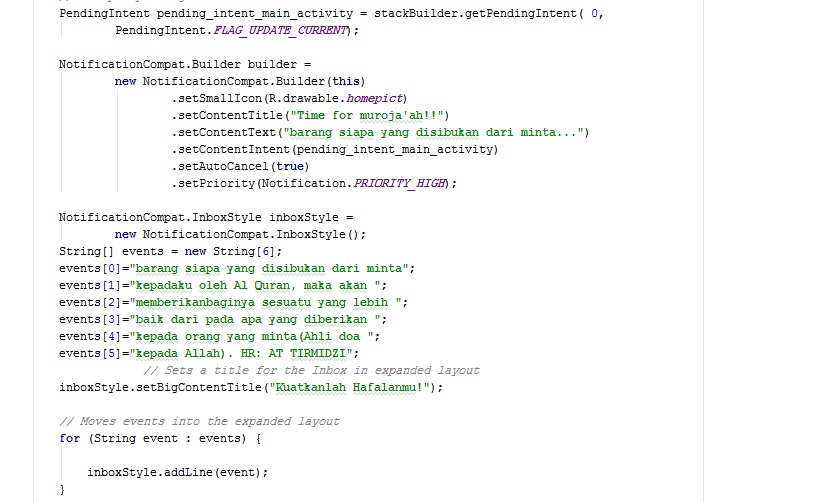 PendingIntent pending_intent_main_activity = stackBuilder.getPendingIntent( 0,
PendingIntent.FLAG_UPDATE_CURRENT);
NotificationCompat.Builder builder =
new NotificationCompat.Builder(this)
.setSmallIcon(R.drawable.homepict)
.setContentTitle("Time for muroja'ah!!")
.setContentText("barang siapa yang disibukan dari minta...")
.setContentIntent(pending_intent_main_activity)
.setAutoCancel(true)
.setPriority(Notification.PRIORITY_HIGH);
NotificationCompat.InboxStyle inboxStyle =
new NotificationCompat.InboxStyle();
String[] events = new String[6];
events[0]="barang siapa yang disibukan dari minta";
events[1]="kepadaku oleh Al Quran, maka akan ";
events[2]="memberikanbaginya sesuatu yang lebih ";
events[3]="baik dari pada apa yang diberikan ";
events[4]="kepada orang yang minta(Ahli doa ";
events[5]="kepada Allah). HR: AT TIRMIDZI";
// Sets a title for the Inbox in expanded layout
inboxStyle.setBigContentTitle("Kuatkanlah Hafalanmu!");
// Moves events into the expanded layout
for (String event : events) {
inboxStyle.addLine(event);
}